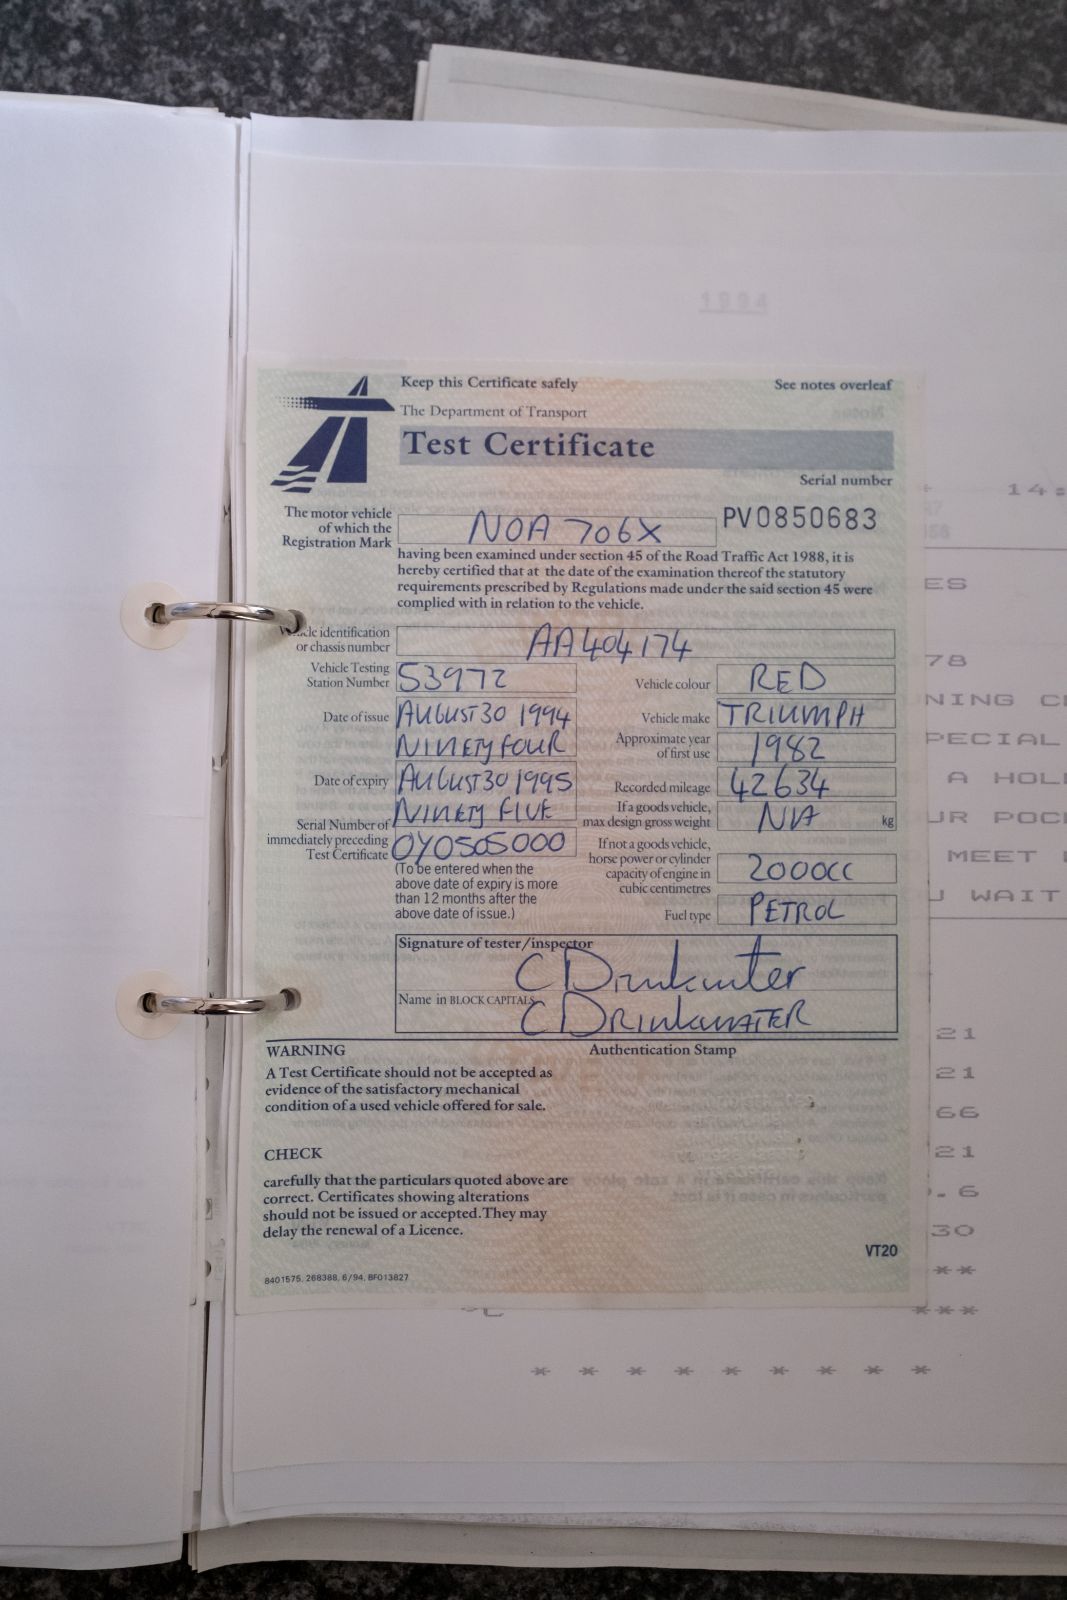 1994
Keep this Certificate safely
See notes overleaf
The Department of Transport
Test Certificate
Serial number
PV0850683
The motor vehicle
of which the
Registration Mark
NOA 706X
having been examined under section 45 of the Road Traffic Act 1988, it is
hereby certified that at the date of the examination thereof the statutory
requirements prescribed by Regulations made under the said section 45 were
complied with in relation to the vehicle.
Vehicle identification
or chassis number
AA404174
Vehicle Testing
Station Number
53972
Vehicle colour
RED
Date of issue
AUGUST 30 1994
NINETY FOUR
Vehicle make
TRIUMPH
Approximate year
of first use
1982
Date of expiry
AUGUST 30 1995
NINETY FIVE
Recorded mileage
42634
If a goods vehicle,
max design gross weight
N/A
kg
Serial Number of
immediately preceding
Test Certificate
OY0505000
(To be entered when the
above date of expiry is more
than 12 months after the
above date of issue.)
If not a goods vehicle,
horse power or cylinder
capacity of engine in
cubic centimetres
2000CC
Fuel type
PETROL
Signature of tester/inspector
C Drinkwater
Name in BLOCK CAPITALS
C DRINKWATER
WARNING
A Test Certificate should not be accepted as
evidence of the satisfactory mechanical
condition of a used vehicle offered for sale.
Authentication Stamp
CHECK
carefully that the particulars quoted above are
correct. Certificates showing alterations
should not be issued or accepted. They may
delay the renewal of a Licence.
VT20
8401575. 268388. 6/94. BF013827
14:
ES
78
NING C
PECIAL
A HOL
UR POC
MEET
U WAIT
21
21
66
21
.6
30
**
***
* * * * * * * * *